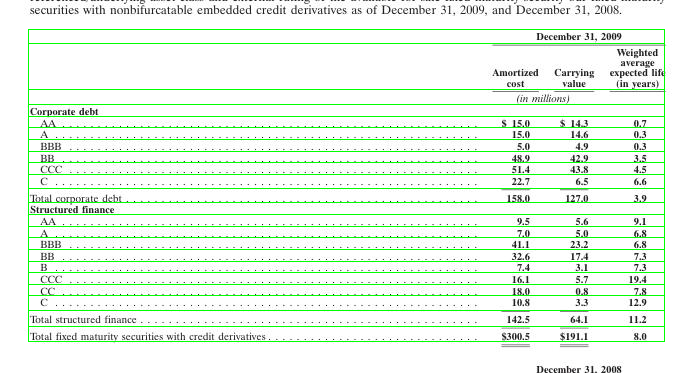 securities with nonbifurcatable embedded credit derivatives as of December 31, 2009, and December 31, 2008.
December 31, 2009
Weighted
average
Amortized Carrying expected life
cost value (in years)
(in millions)
Corporate debt
AA $ 15.0 $ 14.3 0.7
A 15.0 14.6 0.3
BBB 5.0 4.9 0.3
BB 48.9 42.9 3.5
CCC 51.4 43.8 4.5
C 22.7 6.5 6.6
Total corporate debt 158.0 127.0 3.9
Structured finance
AA 9.5 5.6 9.1
A 7.0 5.0 6.8
BBB 41.1 23.2 6.8
BB 32.6 17.4 7.3
B 7.4 3.1 7.3
CCC 16.1 5.7 19.4
CC 18.0 0.8 7.8
C 10.8 3.3 12.9
Total structured finance 142.5 64.1 11.2
Total fixed maturity securities with credit derivatives $300.5 $191.1 8.0
December 31, 2008